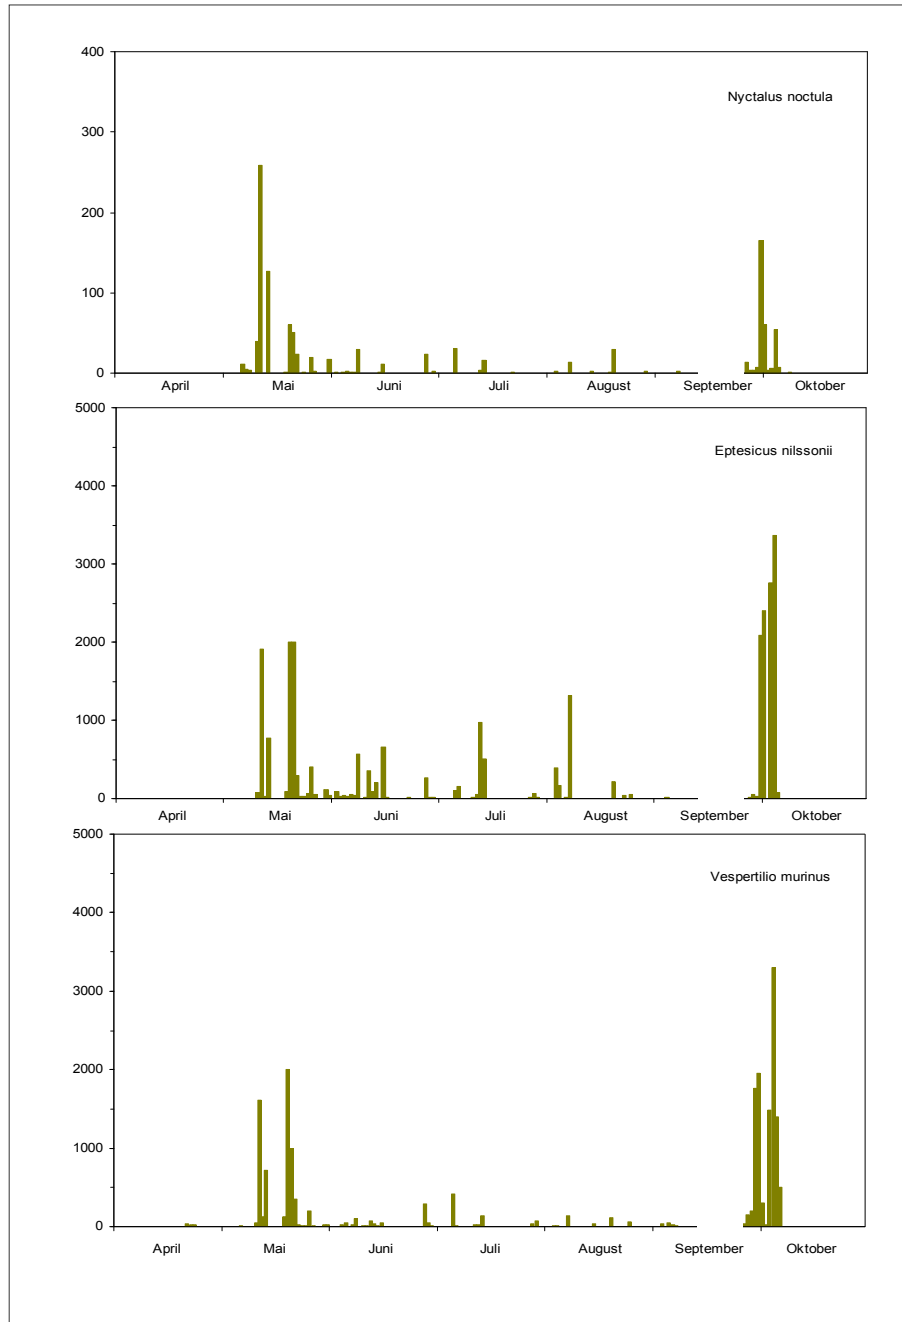 400
Nyctalus noctula
300
200
100
0
April Mai Juni Juli August September Oktober
5000
Eptesicus nilssonii
4000
3000
2000
1000
0
April Mai Juni Juli August September Oktober
5000
Vespertilio murinus
4000
3000
2000
1000
0
April Mai Juni Juli August September Oktober